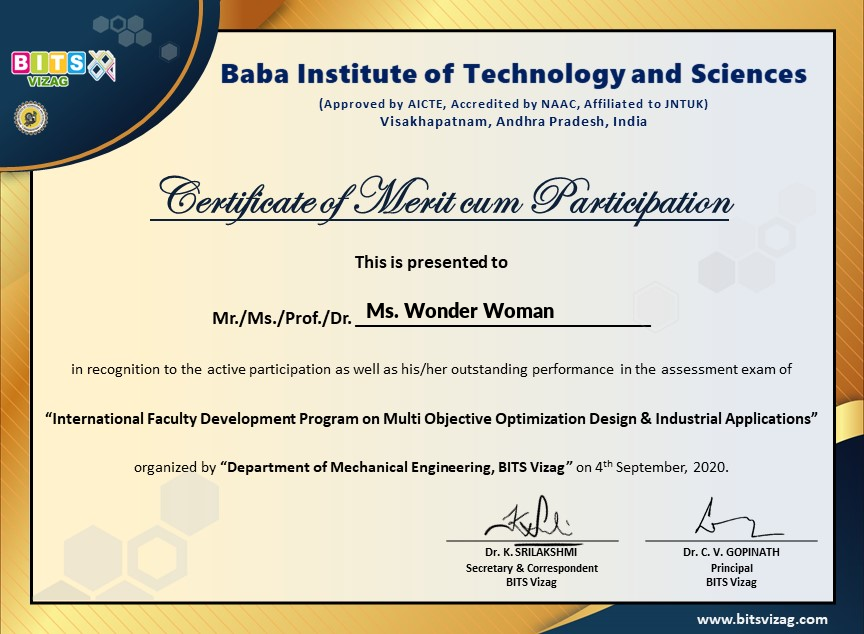 BITS
VIZAG
Baba Institute of Technology and Sciences
(Approved by AICTE, Accredited by NAAC, Affiliated to JNTUK)
Visakhapatnam, Andhra Pradesh, India
Certificate of Merit cum Participation
This is presented to
Mr./Ms./Prof./Dr. Ms. Wonder Woman
in recognition to the active participation as well as his/her outstanding performance in the assessment exam of
“International Faculty Development Program on Multi Objective Optimization Design & Industrial Applications”
organized by “Department of Mechanical Engineering, BITS Vizag” on 4th September, 2020.
Dr. K. SRILAKSHMI
Secretary & Correspondent
BITS Vizag
Dr. C. V. GOPINATH
Principal
BITS Vizag
www.bitsvizag.com